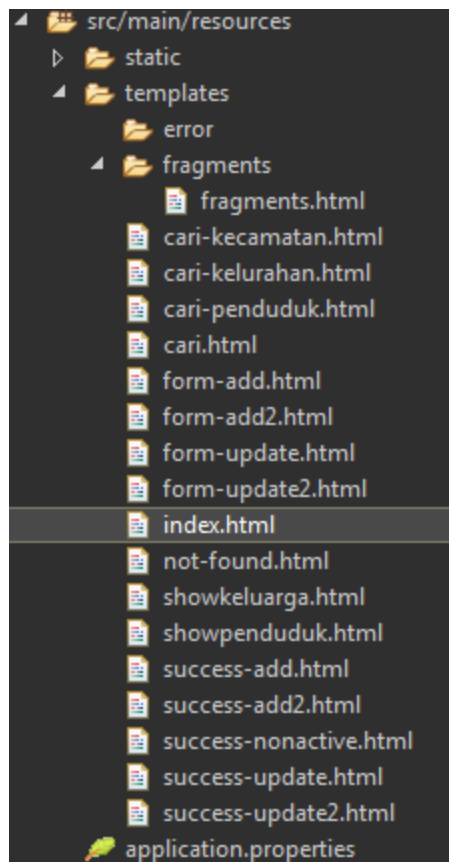 src/main/resources
static
templates
error
fragments
fragments.html
cari-kecamatan.html
cari-kelurahan.html
cari-penduduk.html
cari.html
form-add.html
form-add2.html
form-update.html
form-update2.html
index.html
not-found.html
showkeluarga.html
showpenduduk.html
success-add.html
success-add2.html
success-nonactive.html
success-update.html
success-update2.html
application.properties